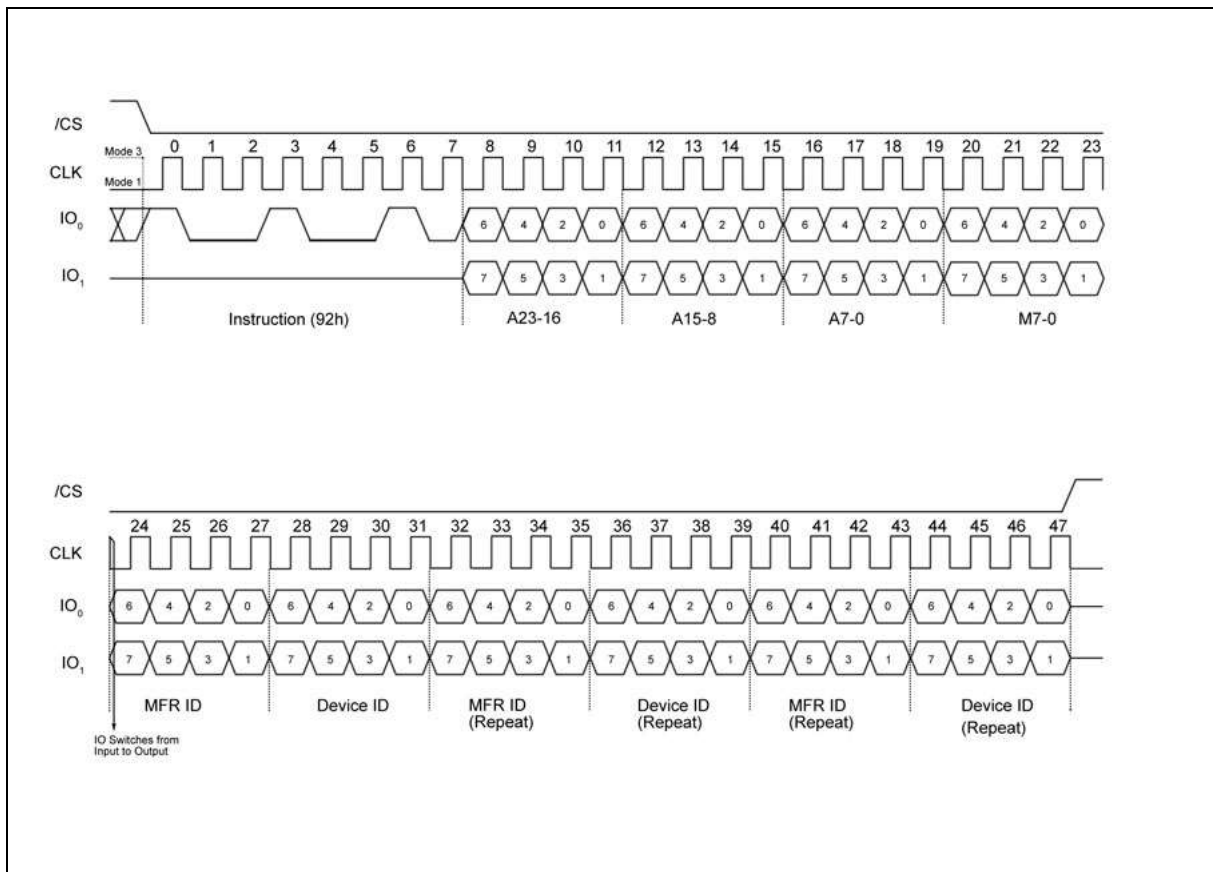 /CS
0 1 2 3 4 5 6 7 8 9 10 11 12 13 14 15 16 17 18 19 20 21 22 23
Mode 3
CLK
Mode 1
IO0 6 4 2 0 6 4 2 0 6 4 2 0 6 4 2 0
IO1 7 5 3 1 7 5 3 1 7 5 3 1 7 5 3 1
Instruction (92h) A23-16 A15-8 A7-0 M7-0
/CS
24 25 26 27 28 29 30 31 32 33 34 35 36 37 38 39 40 41 42 43 44 45 46 47
CLK
IO0 6 4 2 0 6 4 2 0 6 4 2 0 6 4 2 0 6 4 2 0 6 4 2 0
IO1 7 5 3 1 7 5 3 1 7 5 3 1 7 5 3 1 7 5 3 1 7 5 3 1
MFR ID Device ID MFR ID Device ID MFR ID Device ID
(Repeat) (Repeat) (Repeat) (Repeat)
IO Switches from
Input to Output